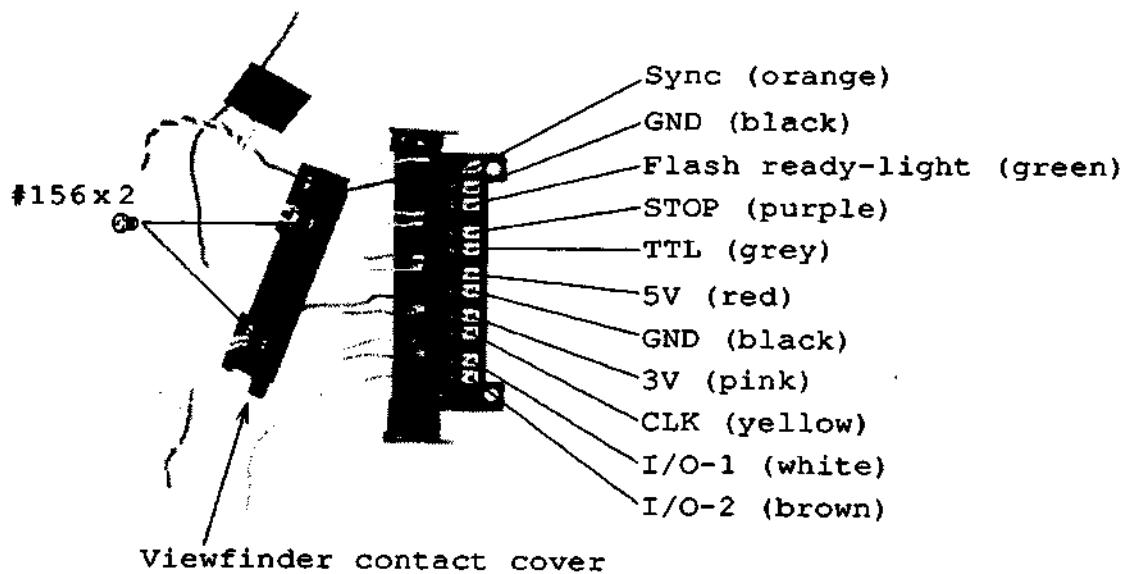 Sync (orange)
GND (black)
Flash ready-light (green)
#156x2
STOP (purple)
TTL (grey)
5V (red)
GND (black)
3V (pink)
CLK (yellow)
I/O-1 (white)
I/O-2 (brown)
Viewfinder contact cover